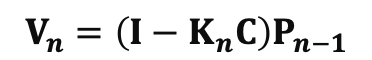 Vₙ = (I − KₙC)Pₙ₋₁